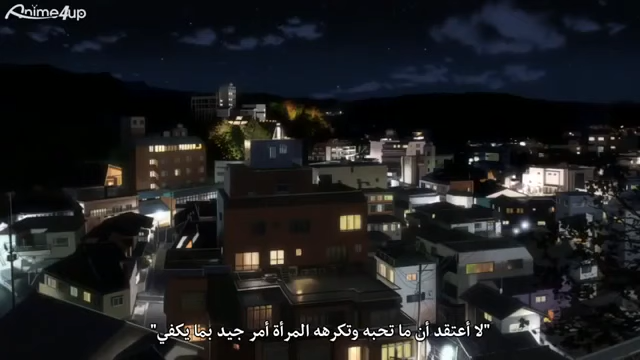 Anime4up
"لا أعتقد أن ما تحبه وتكرهه المرأة أمر جيد بما يكفي"